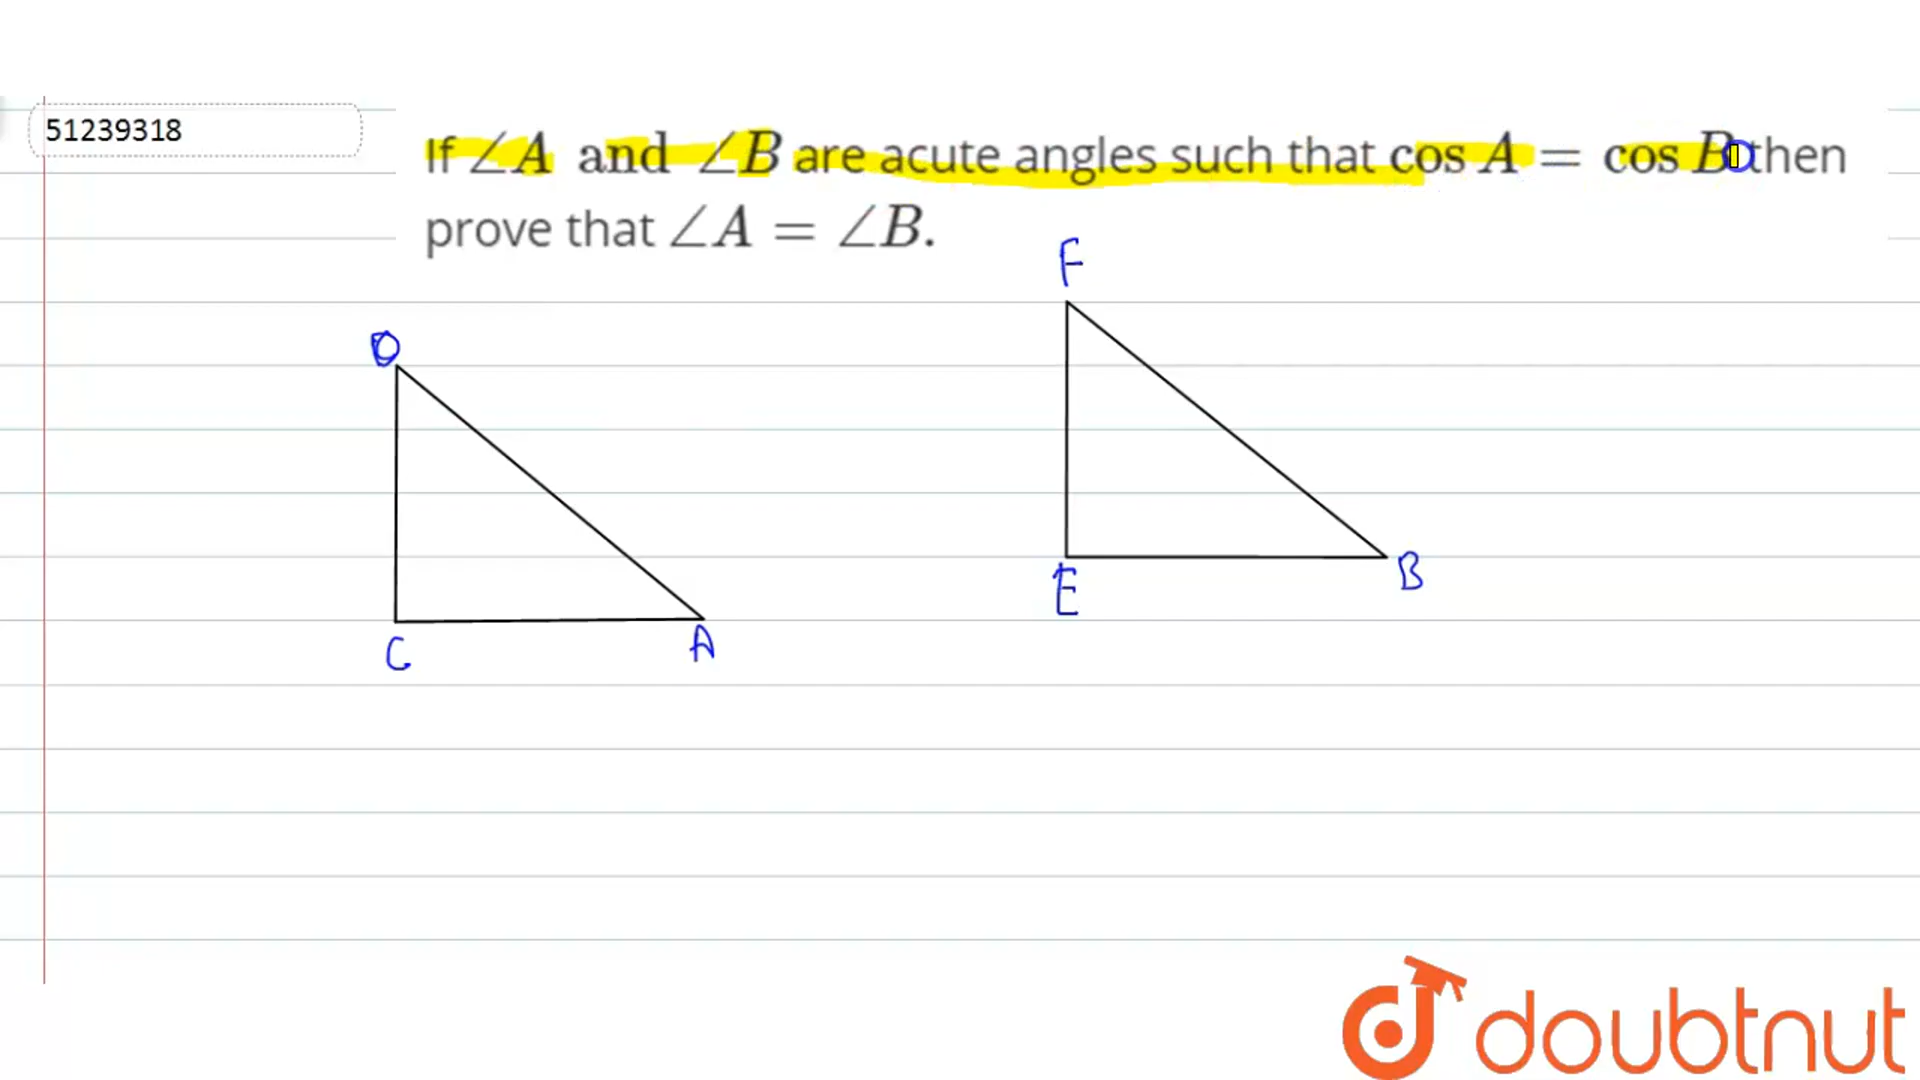 51239318
If ∠A and ∠B are acute angles such that cos A = cos B then
prove that ∠A = ∠B.
F
D
E
B
C
A
doubtnut